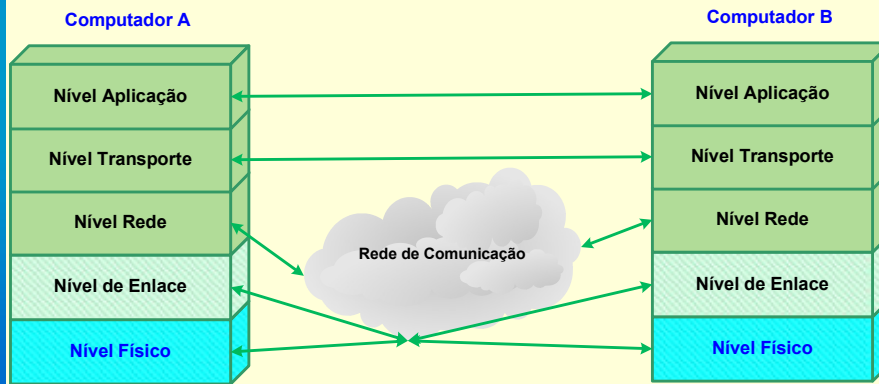 Computador A
Computador B
Nível Aplicação
Nível Aplicação
Nível Transporte
Nível Transporte
Nível Rede
Nível Rede
Rede de Comunicação
Nível de Enlace
Nível de Enlace
Nível Físico
Nível Físico